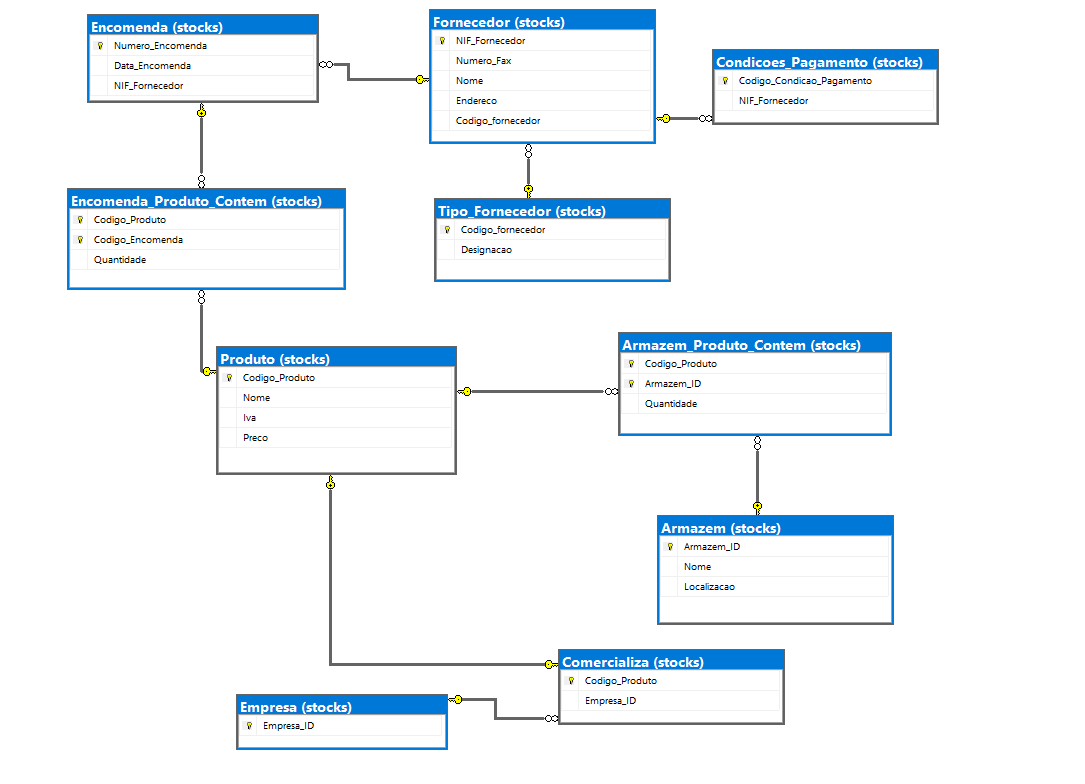 Encomenda (stocks)
Numero_Encomenda
Data_Encomenda
NIF_Fornecedor
Fornecedor (stocks)
NIF_Fornecedor
Numero_Fax
Nome
Endereco
Codigo_fornecedor
Condicoes_Pagamento (stocks)
Codigo_Condicao_Pagamento
NIF_Fornecedor
Encomenda_Produto_Contem (stocks)
Codigo_Produto
Codigo_Encomenda
Quantidade
Tipo_Fornecedor (stocks)
Codigo_fornecedor
Designacao
Produto (stocks)
Codigo_Produto
Nome
Iva
Preco
Armazem_Produto_Contem (stocks)
Codigo_Produto
Armazem_ID
Quantidade
Armazem (stocks)
Armazem_ID
Nome
Localizacao
Comercializa (stocks)
Codigo_Produto
Empresa_ID
Empresa (stocks)
Empresa_ID